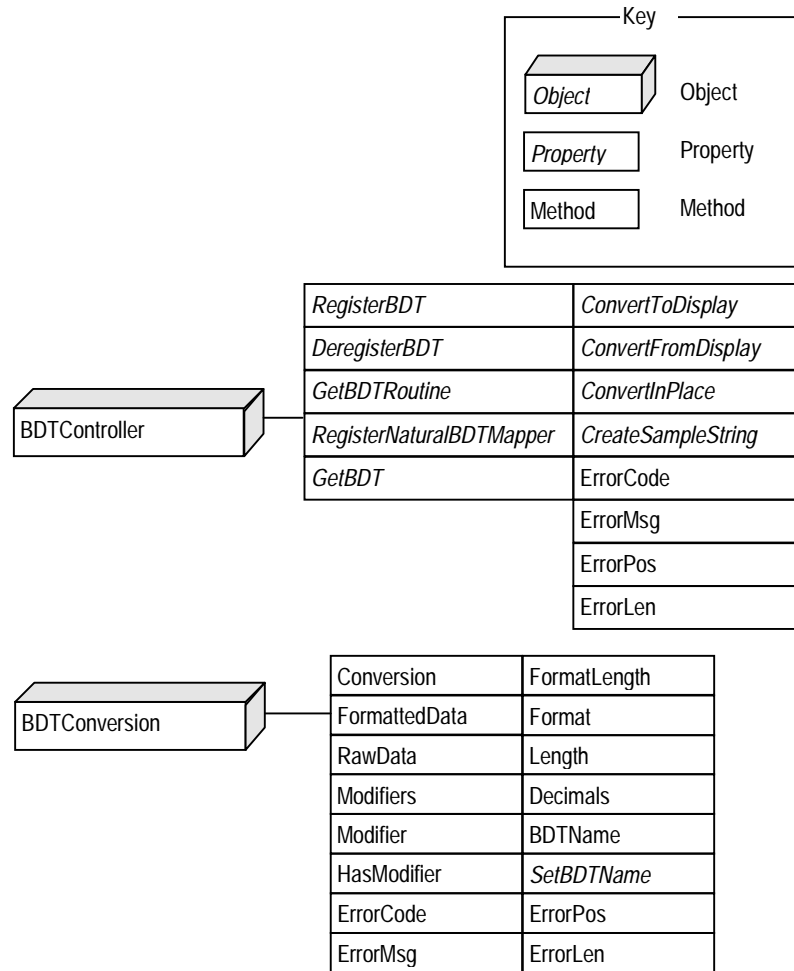 Key
Object Object
Property Property
Method Method
RegisterBDT ConvertToDisplay
DeregisterBDT ConvertFromDisplay
GetBDTRoutine ConvertInPlace
BDTController
RegisterNaturalBDTMapper CreateSampleString
GetBDT ErrorCode
ErrorMsg
ErrorPos
ErrorLen
Conversion FormatLength
BDTConversion
FormattedData Format
RawData Length
Modifiers Decimals
Modifier BDTName
HasModifier SetBDTName
ErrorCode ErrorPos
ErrorMsg ErrorLen